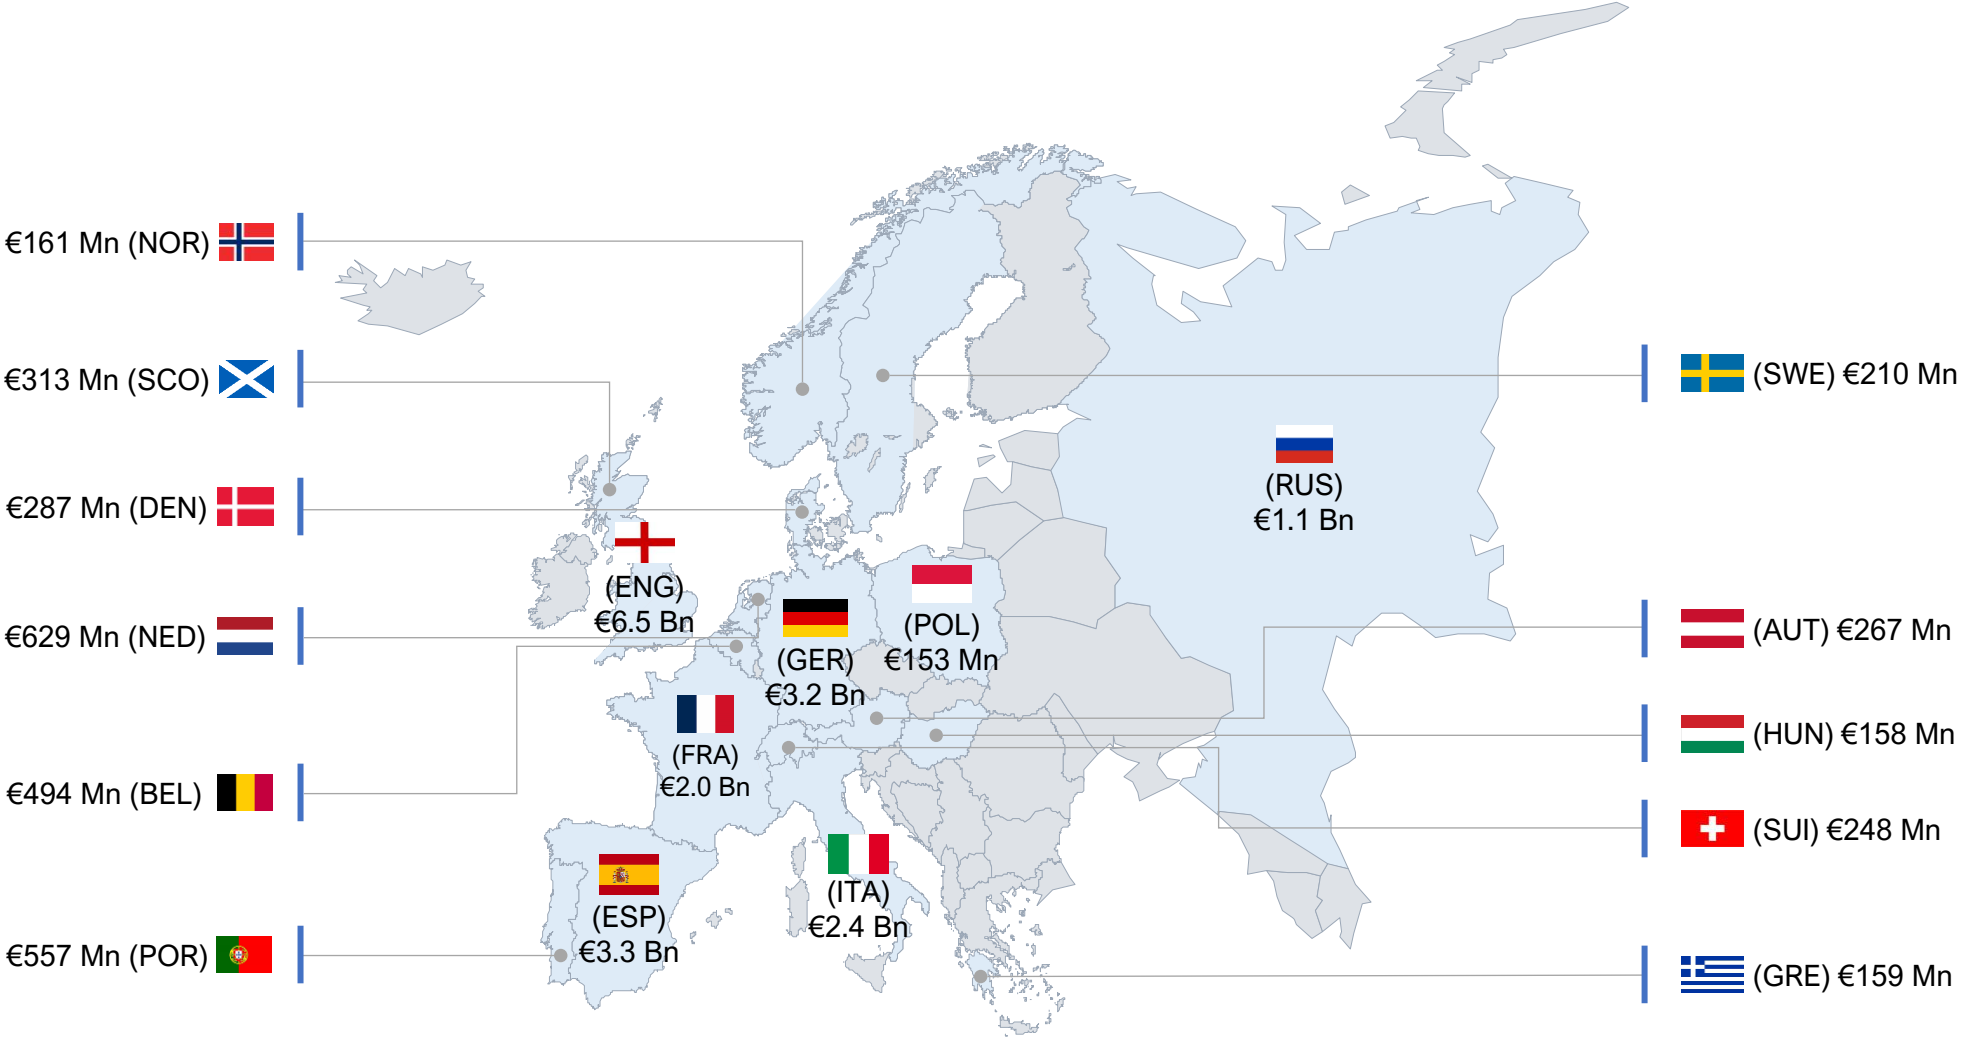 €161 Mn (NOR)
€313 Mn (SCO)
€287 Mn (DEN)
€629 Mn (NED)
€494 Mn (BEL)
€557 Mn (POR)
(ENG)
€6.5 Bn
(GER)
€3.2 Bn
(POL)
€153 Mn
(FRA)
€2.0 Bn
(ESP)
€3.3 Bn
(ITA)
€2.4 Bn
(RUS)
€1.1 Bn
(SWE) €210 Mn
(AUT) €267 Mn
(HUN) €158 Mn
(SUI) €248 Mn
(GRE) €159 Mn